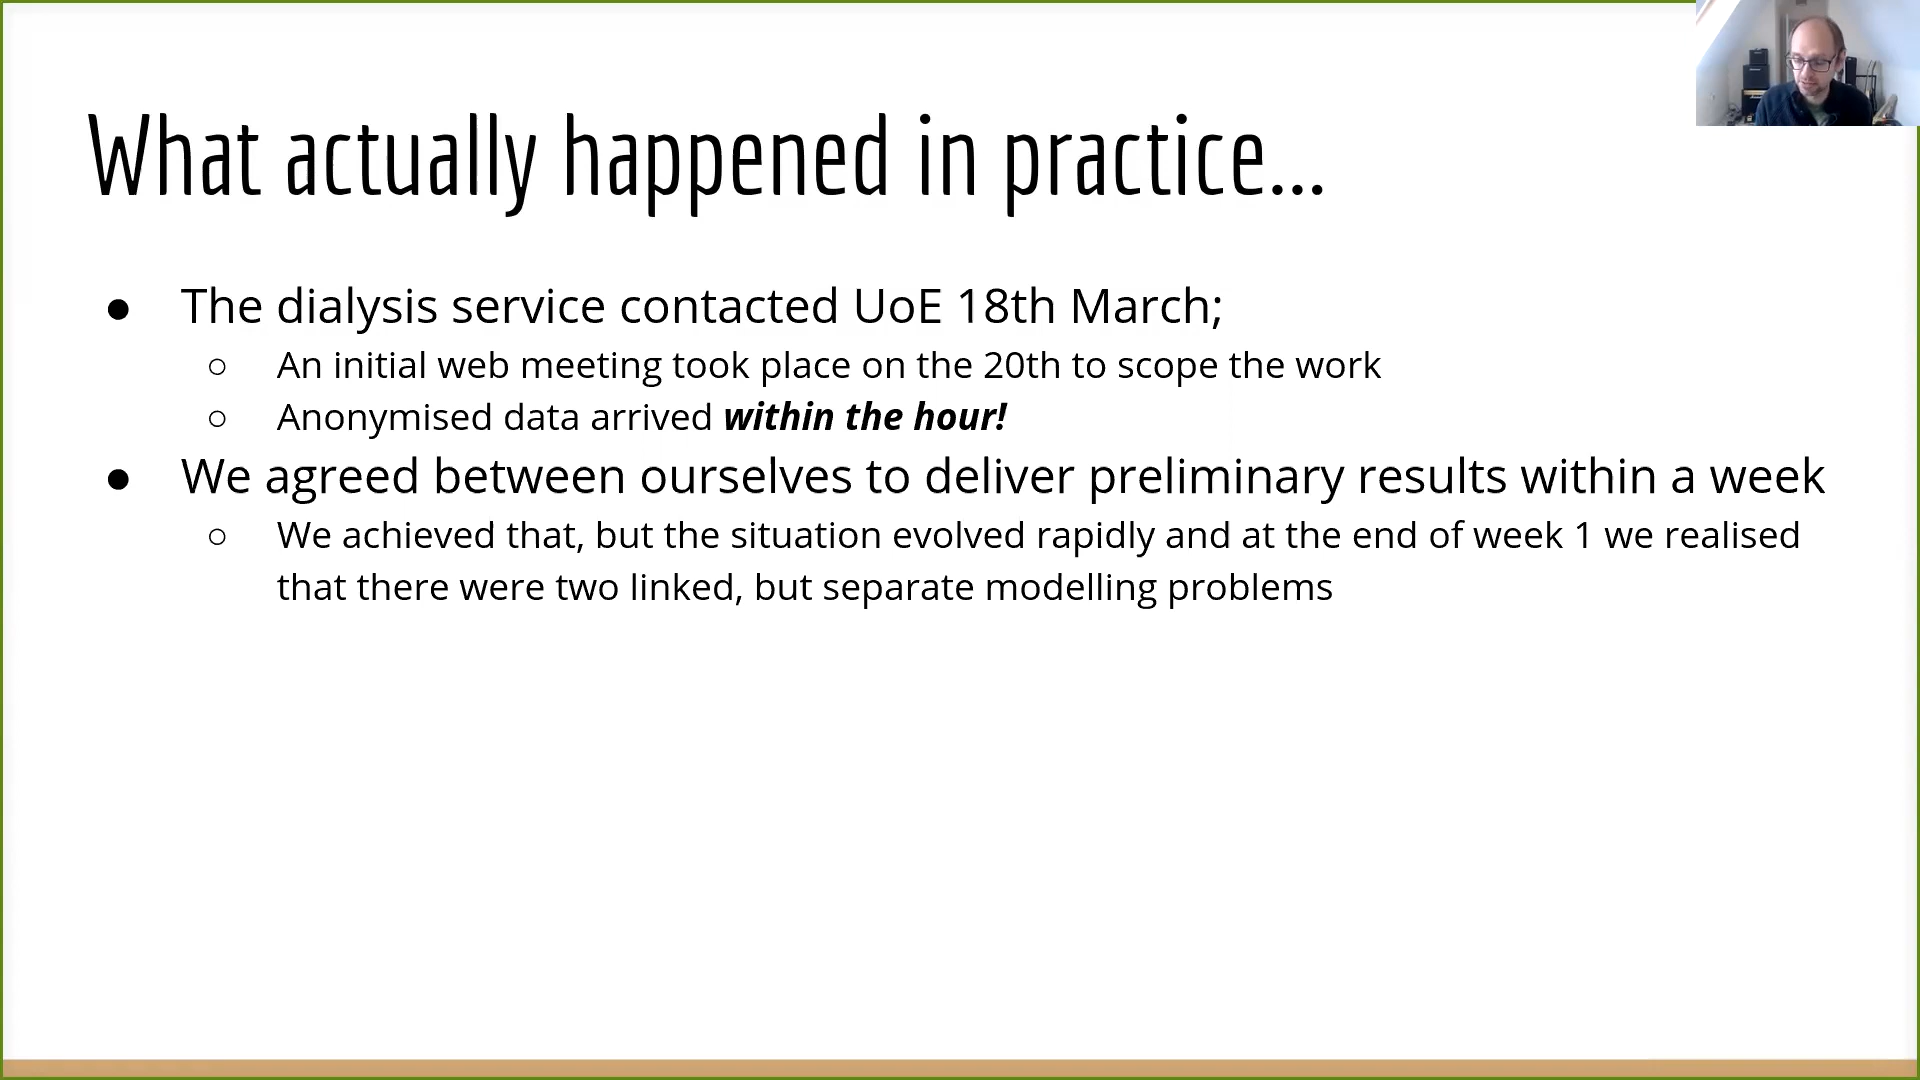 What actually happened in practice...
● The dialysis service contacted UoE 18th March;
○ An initial web meeting took place on the 20th to scope the work
○ Anonymised data arrived within the hour!
● We agreed between ourselves to deliver preliminary results within a week
○ We achieved that, but the situation evolved rapidly and at the end of week 1 we realised
that there were two linked, but separate modelling problems